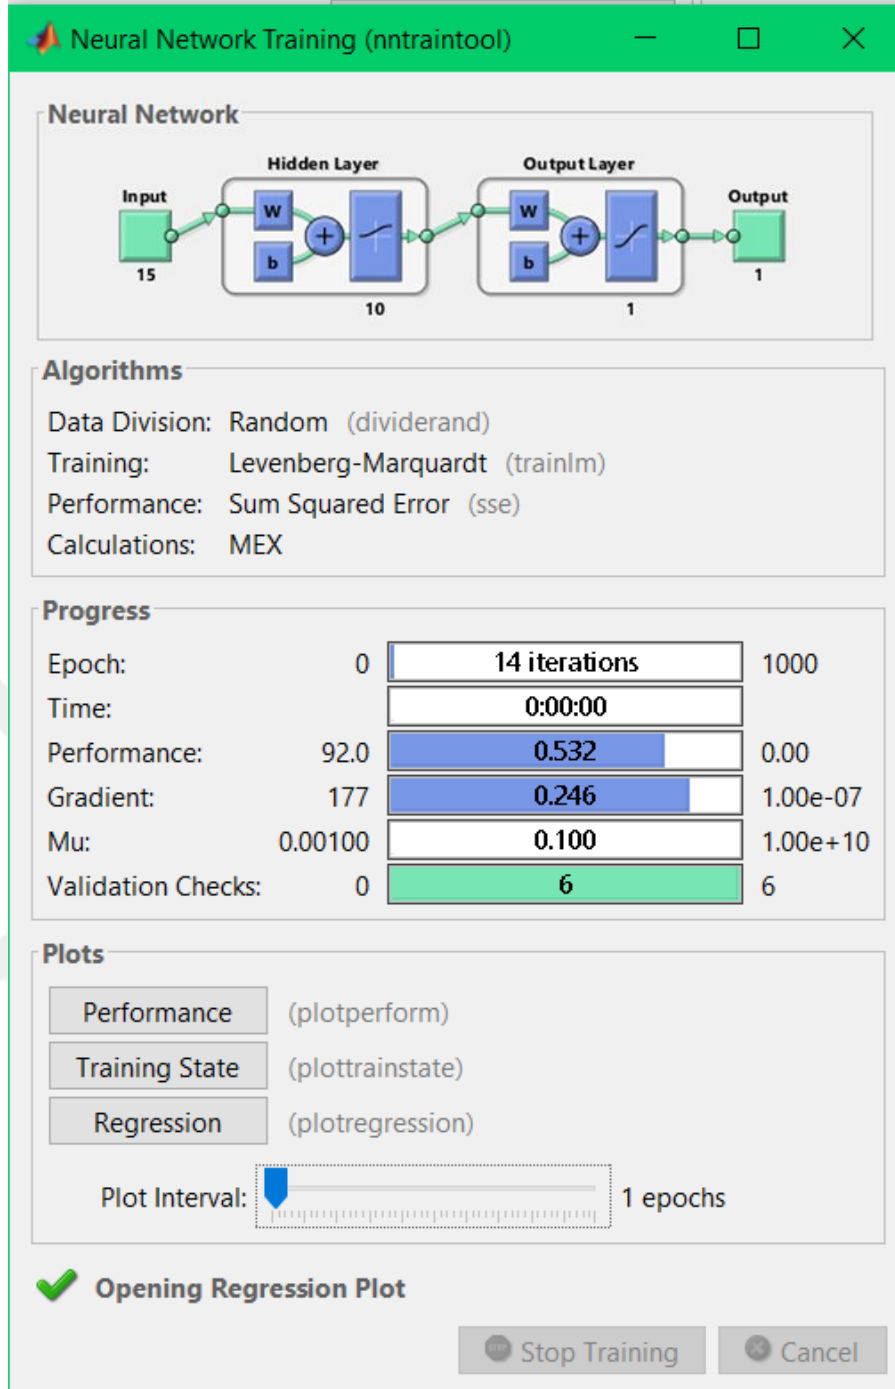 Neural Network Training (nntraintool)
Neural Network
Hidden Layer Output Layer
Input Output
W W
b b
15 10 1 1
Algorithms
Data Division: Random (dividerand)
Training: Levenberg-Marquardt (trainlm)
Performance: Sum Squared Error (sse)
Calculations: MEX
Progress
Epoch: 0 14 iterations 1000
Time: 0:00:00
Performance: 92.0 0.532 0.00
Gradient: 177 0.246 1.00e-07
Mu: 0.00100 0.100 1.00e+10
Validation Checks: 0 6 6
Plots
Performance (plotperform)
Training State (plottrainstate)
Regression (plotregression)
Plot Interval: 1 epochs
Opening Regression Plot
Stop Training Cancel